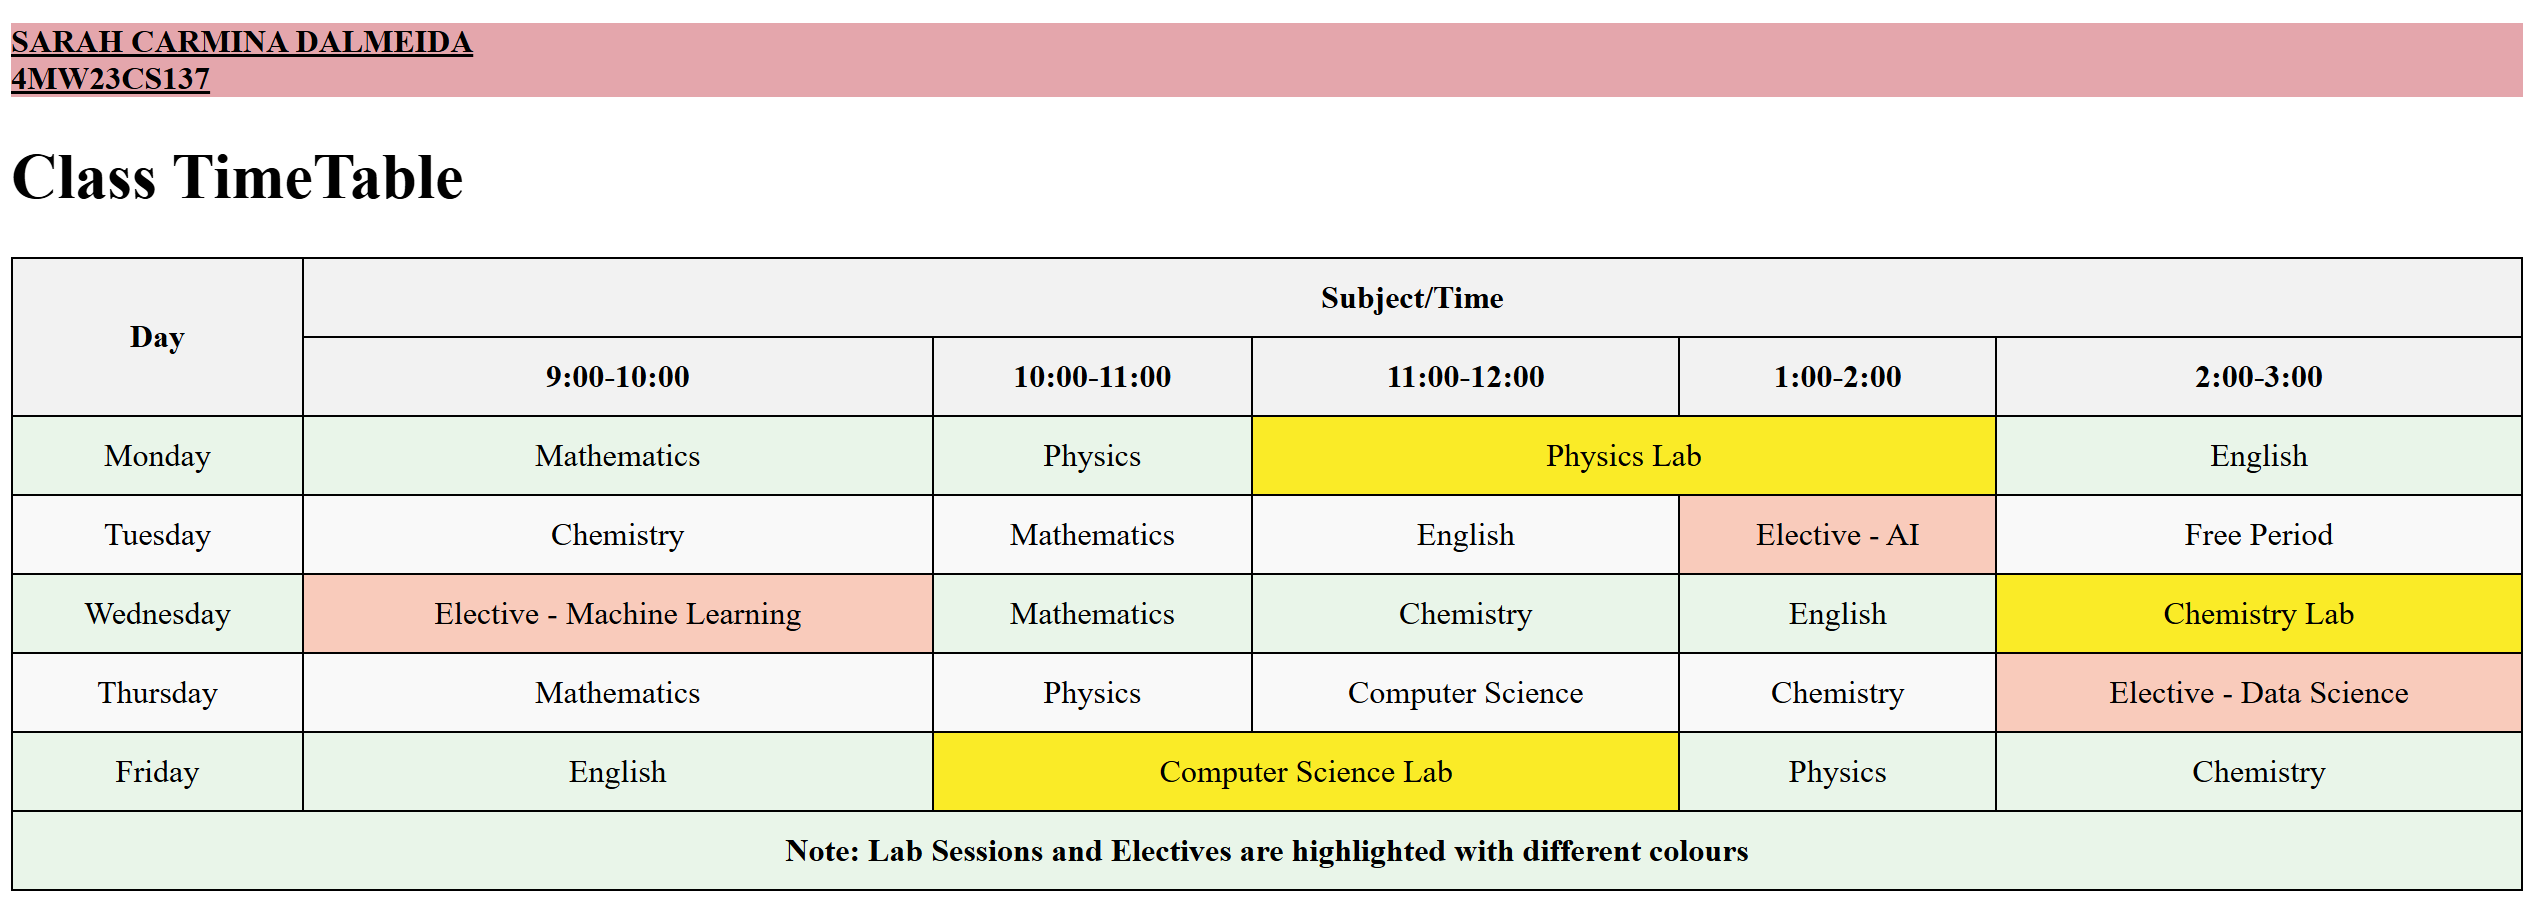 SARAH CARMINA DALMEIDA
4MW23CS137
Class TimeTable
Day Subject/Time
9:00-10:00 10:00-11:00 11:00-12:00 1:00-2:00 2:00-3:00
Monday Mathematics Physics Physics Lab English
Tuesday Chemistry Mathematics English Elective - AI Free Period
Wednesday Elective - Machine Learning Mathematics Chemistry English Chemistry Lab
Thursday Mathematics Physics Computer Science Chemistry Elective - Data Science
Friday English Computer Science Lab Physics Chemistry
Note: Lab Sessions and Electives are highlighted with different colours